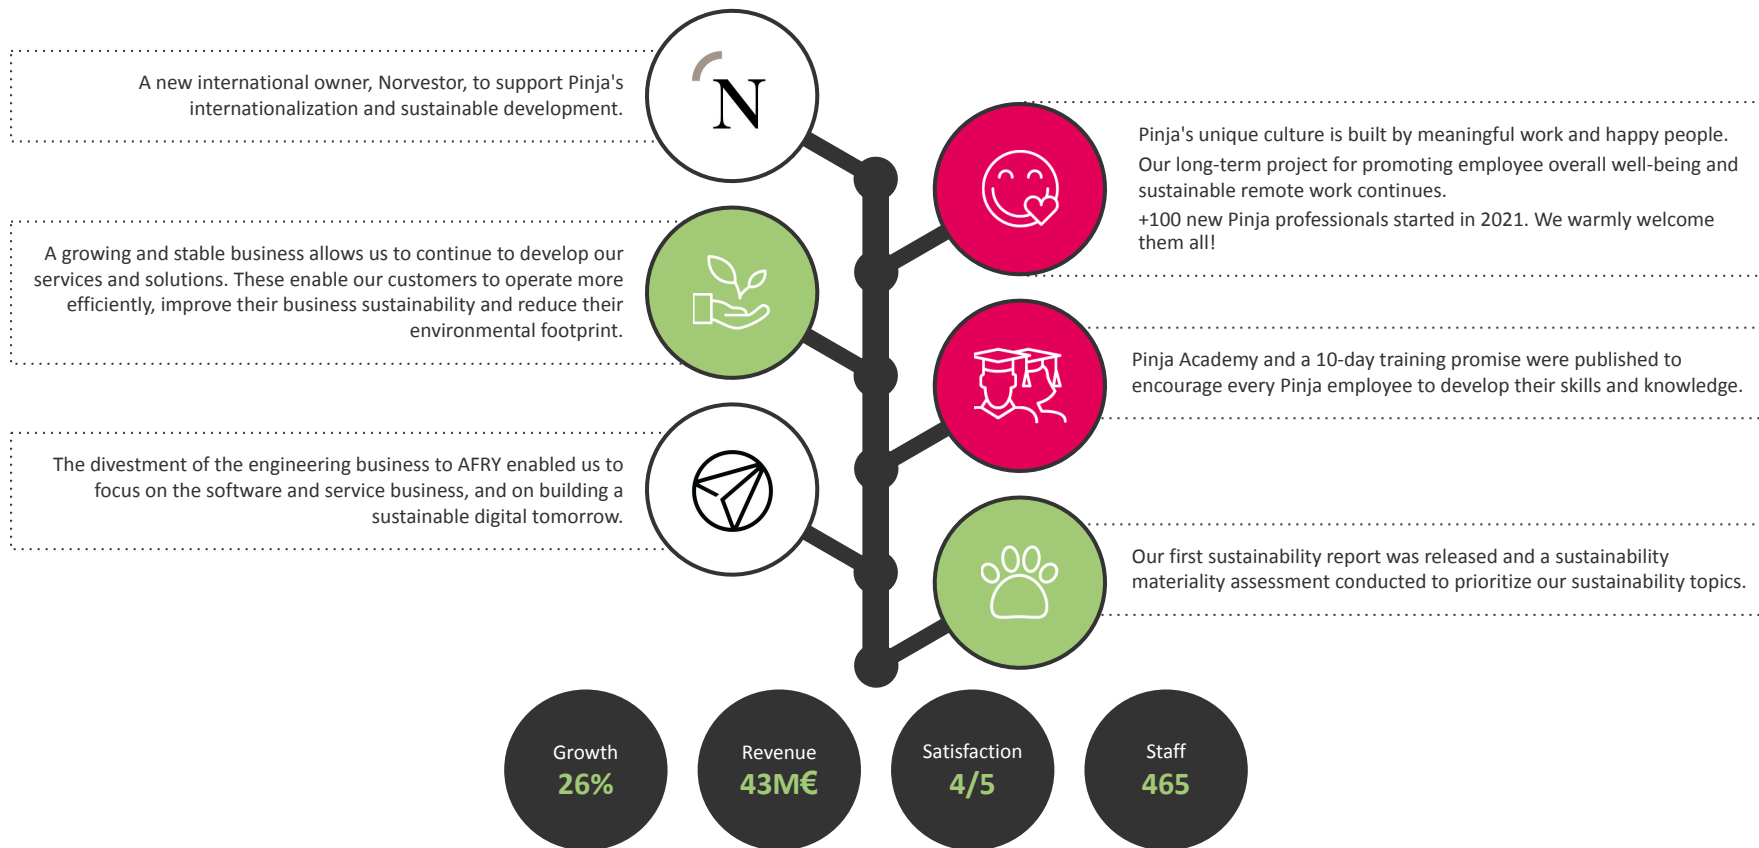 A new international owner, Norvestor, to support Pinja's
internationalization and sustainable development.
N
Pinja's unique culture is built by meaningful work and happy people.
Our long-term project for promoting employee overall well-being and
sustainable remote work continues.
+100 new Pinja professionals started in 2021. We warmly welcome
them all!
A growing and stable business allows us to continue to develop our
services and solutions. These enable our customers to operate more
efficiently, improve their business sustainability and reduce their
environmental footprint.
Pinja Academy and a 10-day training promise were published to
encourage every Pinja employee to develop their skills and knowledge.
The divestment of the engineering business to AFRY enabled us to
focus on the software and service business, and on building a
sustainable digital tomorrow.
Our first sustainability report was released and a sustainability
materiality assessment conducted to prioritize our sustainability topics.
Growth
26%
Revenue
43M€
Satisfaction
4/5
Staff
465